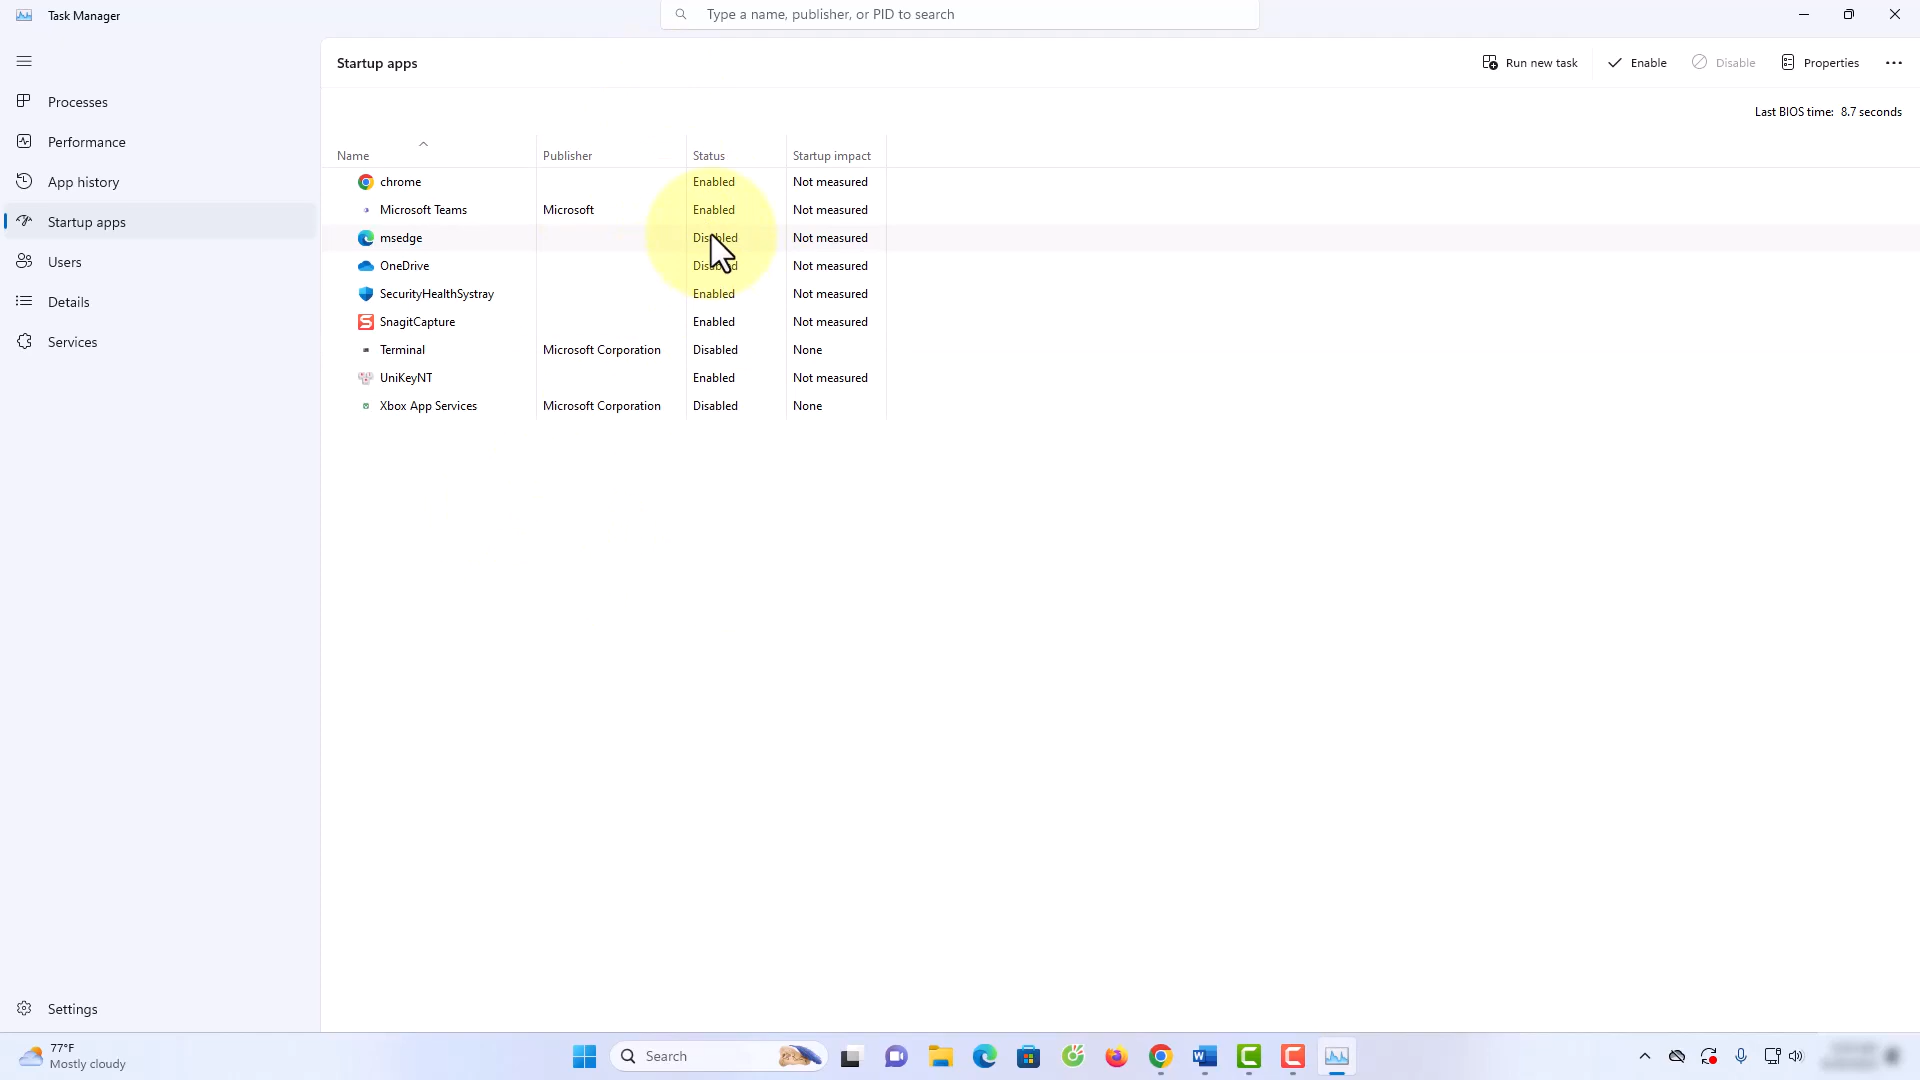 Task Manager
Type a name, publisher, or PID to search
Startup apps
Run new task
Enable
Disable
Properties
Last BIOS time: 8.7 seconds
Processes
Performance
App history
Startup apps
Users
Details
Services
Settings
Name Publisher Status Startup impact
chrome Enabled Not measured
Microsoft Teams Microsoft Enabled Not measured
msedge Disabled Not measured
OneDrive Disabled Not measured
SecurityHealthSystray Enabled Not measured
SnagitCapture Enabled Not measured
Terminal Microsoft Corporation Disabled None
UniKeyNT Enabled Not measured
Xbox App Services Microsoft Corporation Disabled None
77°F
Mostly cloudy
Search